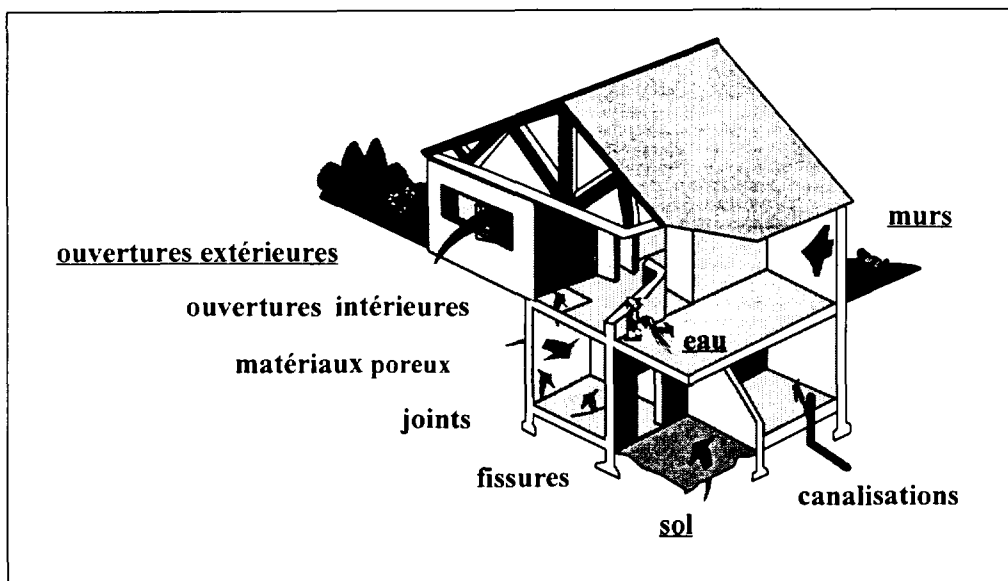 murs
ouvertures extérieures
ouvertures intérieures
eau
matériaux poreux
joints
fissures
canalisations
sol